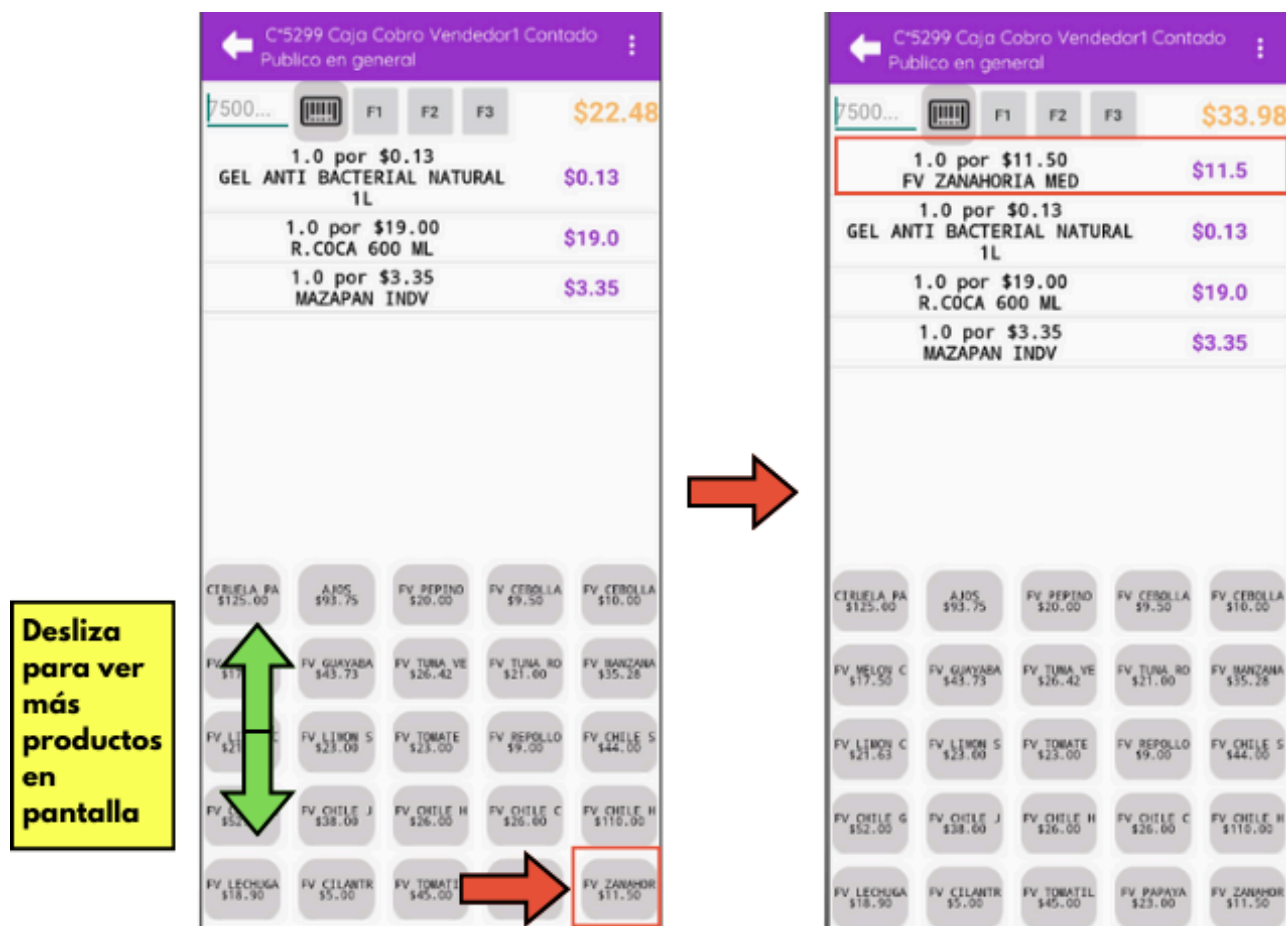 C*5299 Caja Cobro Vendedor1 Contado
Publico en general
7500...
F1
F2
F3
$22.48
1.0 por $0.13
GEL ANTI BACTERIAL NATURAL
1L
$0.13
1.0 por $19.00
R.COCA 600 ML
$19.0
1.0 por $3.35
MAZAPAN INDV
$3.35
CIRUELA PA
$125.00
AJOS
$93.75
FV PEPINO
$20.00
FV CEBOLLA
$9.50
FV CEBOLLA
$10.00
FV GUAYABA
$43.73
FV TUNA VE
$26.42
FV TUNA RO
$21.00
FV MANZANA
$35.28
FV LIMON S
$23.00
FV TOMATE
$23.00
FV REPOLLO
$9.00
FV CHILE S
$44.00
FV CHILE J
$38.00
FV CHILE H
$26.00
FV CHILE C
$26.00
FV CHILE H
$110.00
FV LECHUGA
$18.90
FV CILANTR
$5.00
FV TOMATI
$45.00
FV ZANAHOR
$11.50
Desliza
para ver
más
productos
en
pantalla
C*5299 Caja Cobro Vendedor1 Contado
Publico en general
7500...
F1
F2
F3
$33.98
1.0 por $11.50
FV ZANAHORIA MED
$11.5
1.0 por $0.13
GEL ANTI BACTERIAL NATURAL
1L
$0.13
1.0 por $19.00
R.COCA 600 ML
$19.0
1.0 por $3.35
MAZAPAN INDV
$3.35
CIRUELA PA
$125.00
AJOS
$93.75
FV PEPINO
$20.00
FV CEBOLLA
$9.50
FV CEBOLLA
$10.00
FV MELON C
$17.50
FV GUAYABA
$43.73
FV TUNA VE
$26.42
FV TUNA RO
$21.00
FV MANZANA
$35.28
FV LIMON C
$21.63
FV LIMON S
$23.00
FV TOMATE
$23.00
FV REPOLLO
$9.00
FV CHILE S
$44.00
FV CHILE G
$52.00
FV CHILE J
$38.00
FV CHILE H
$26.00
FV CHILE C
$26.00
FV CHILE H
$110.00
FV LECHUGA
$18.90
FV CILANTR
$5.00
FV TOMATIL
$45.00
FV PAPAYA
$23.00
FV ZANAHOR
$11.50